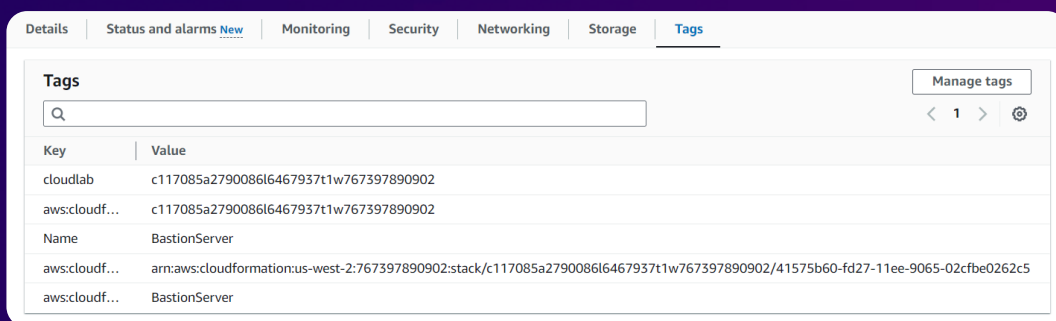 Details Status and alarms New Monitoring Security Networking Storage Tags
Tags Manage tags
1
Key Value
cloudlab c117085a2790086l6467937t1w767397890902
aws:cloudf... c117085a2790086l6467937t1w767397890902
Name BastionServer
aws:cloudf... arn:aws:cloudformation:us-west-2:767397890902:stack/c117085a2790086l6467937t1w767397890902/41575b60-fd27-11ee-9065-02cfbe0262c5
aws:cloudf... BastionServer